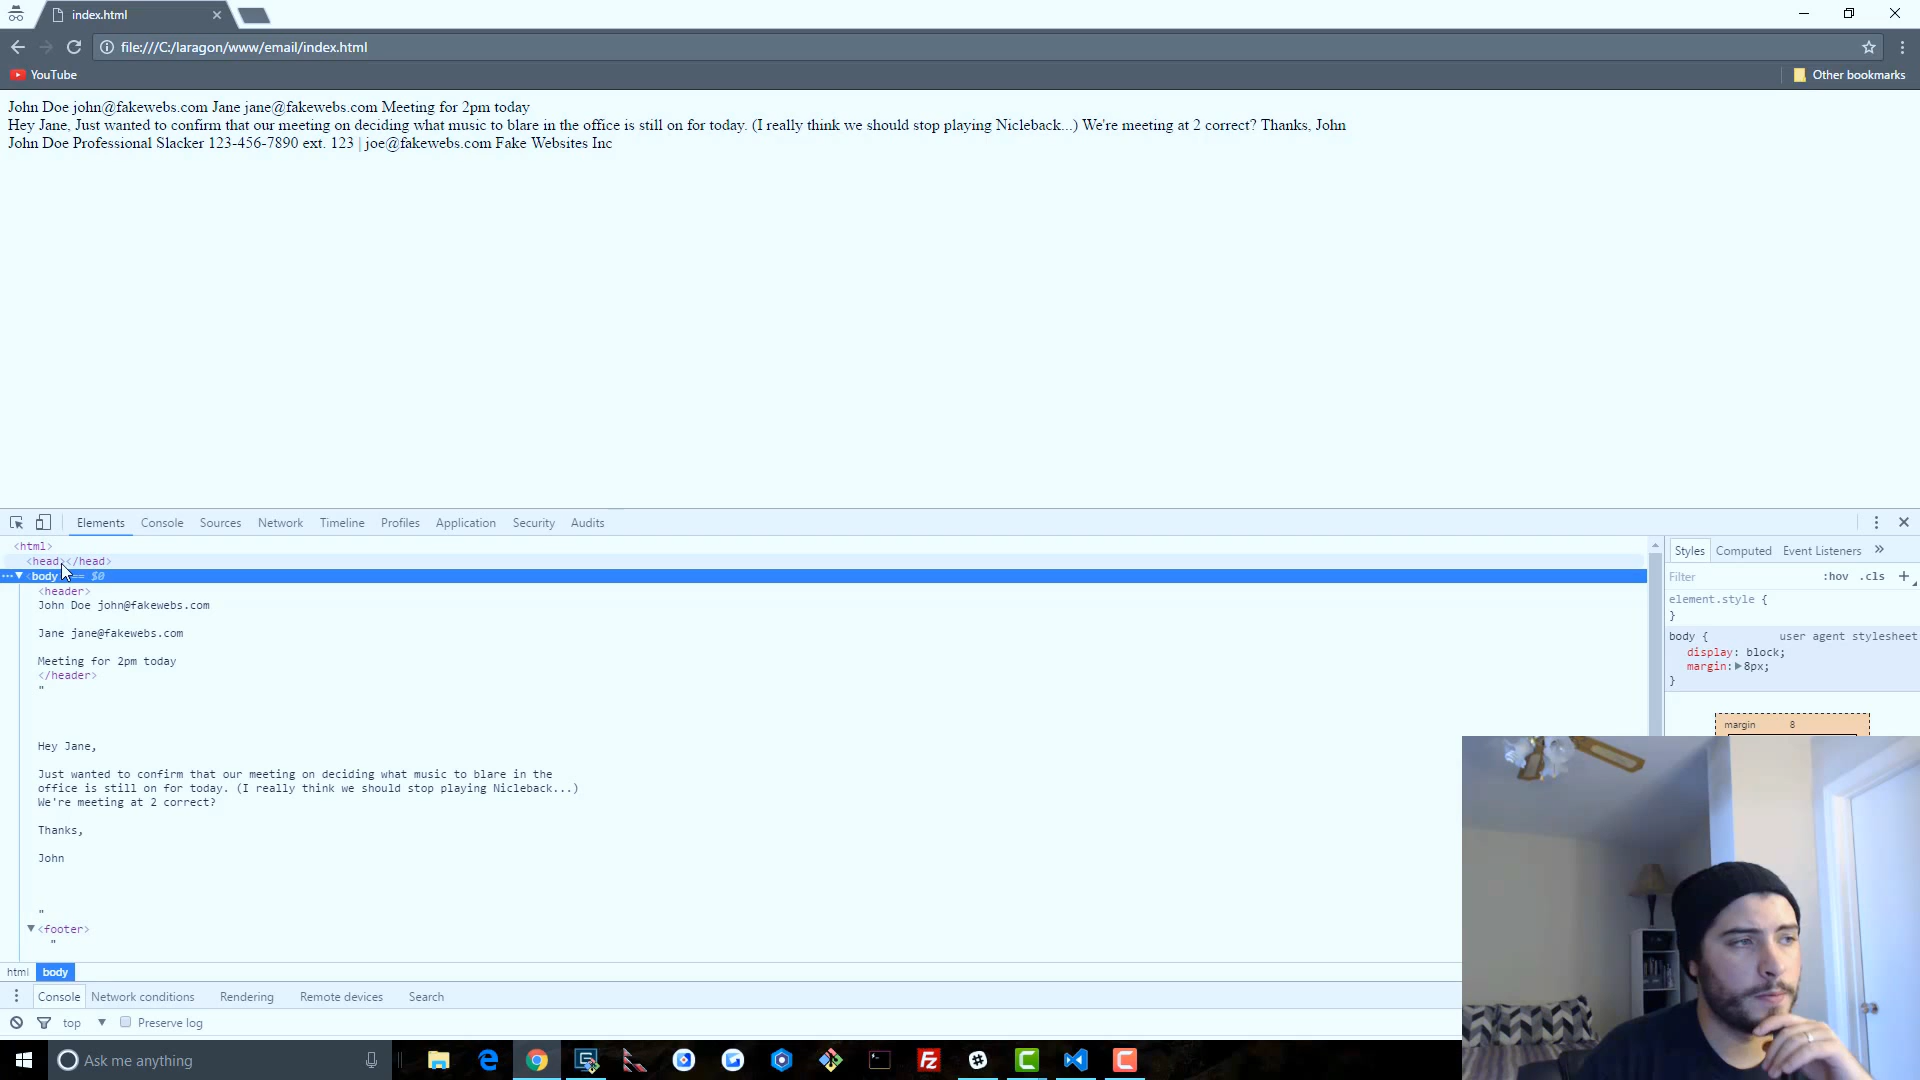 index.html
file:///C:/laragon/www/email/index.html
YouTube
Other bookmarks
John Doe john@fakewebs.com Jane jane@fakewebs.com Meeting for 2pm today
Hey Jane, Just wanted to confirm that our meeting on deciding what music to blare in the office is still on for today. (I really think we should stop playing Nicleback...) We're meeting at 2 correct? Thanks, John
John Doe Professional Slacker 123-456-7890 ext. 123 | joe@fakewebs.com Fake Websites Inc
Elements Console Sources Network Timeline Profiles Application Security Audits
<html>
<head></head>
<body> == $0
<header>
John Doe john@fakewebs.com
Jane jane@fakewebs.com
Meeting for 2pm today
</header>
"
Hey Jane,
Just wanted to confirm that our meeting on deciding what music to blare in the
office is still on for today. (I really think we should stop playing Nicleback...)
We're meeting at 2 correct?
Thanks,
John
"
<footer>
"
html body
Styles Computed Event Listeners »
Filter :hov .cls +
element.style {
}
body { user agent stylesheet
display: block;
margin: 8px;
}
margin 8
Console Network conditions Rendering Remote devices Search
top Preserve log
Ask me anything